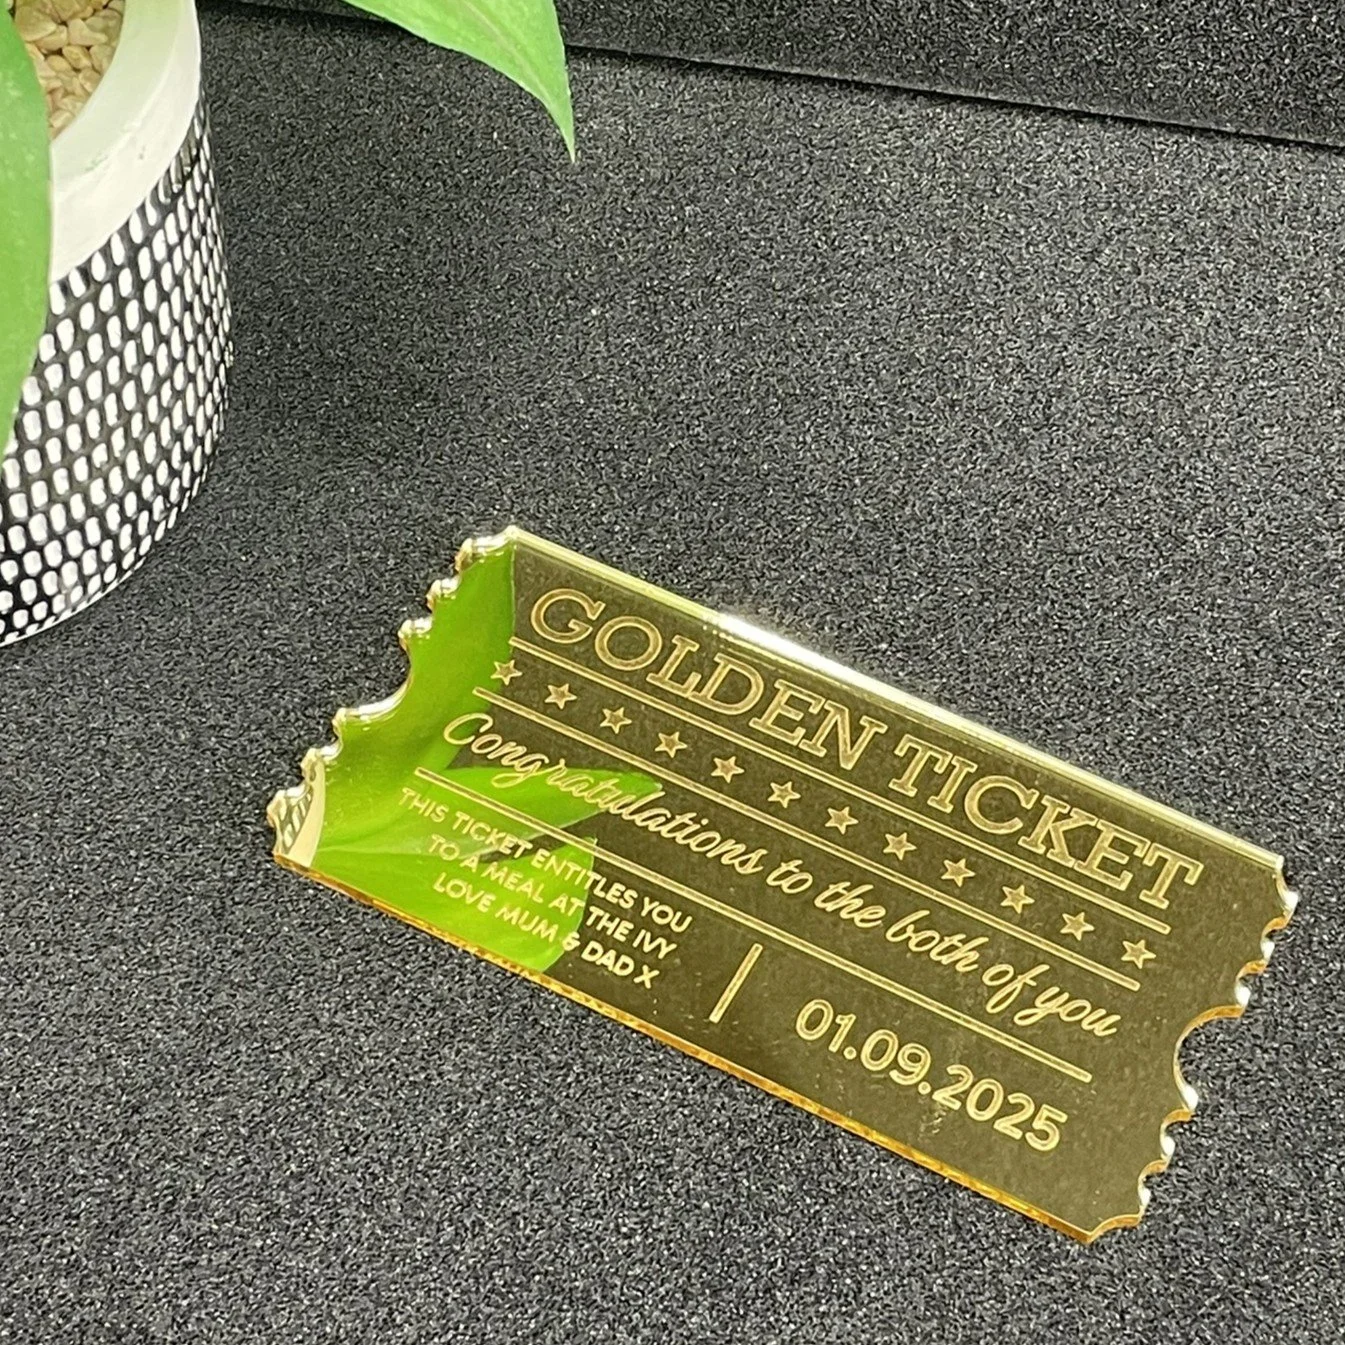 GOLDEN TICKET
Congratulations to the both of you
THIS TICKET ENTITLES YOU
TO A MEAL AT THE IVY
LOVE MUM & DAD X
01.09.2025